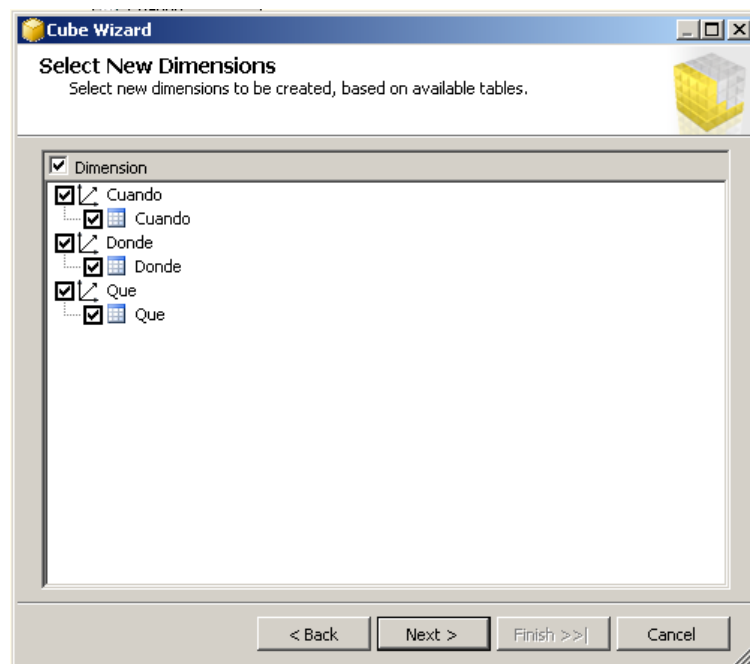 Cube Wizard
Select New Dimensions
Select new dimensions to be created, based on available tables.
Dimension
Cuando
Cuando
Donde
Donde
Que
Que
< Back
Next >
Finish >>|
Cancel